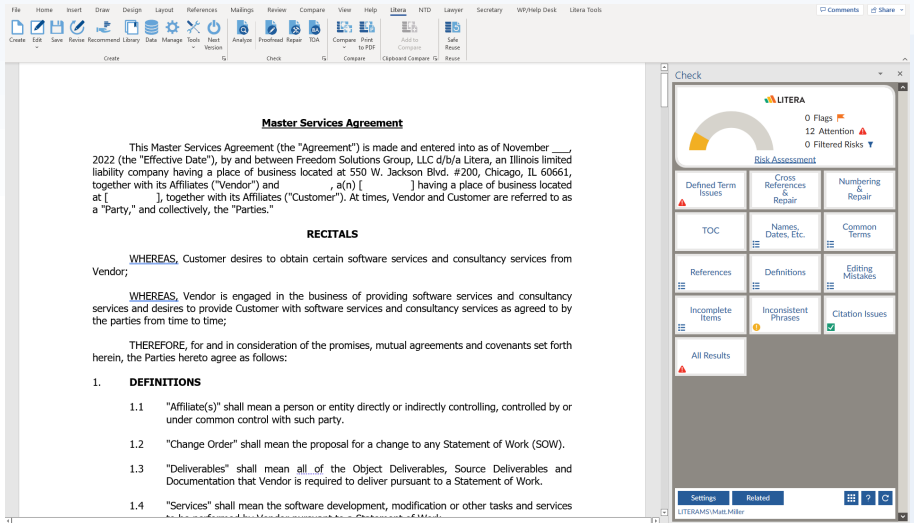 File Home Insert Draw Design Layout References Mailings Review Compare View Help Litera NTD Lawyer Secretary WP/Help Desk Litera Tools Comments Share
Create Edit Save Revise Recommend Library Data Manage Tools Next Version Analyze Proofread Repair TOA Compare Print to PDF Add to Compare Safe Reuse
Create Check Compare Clipboard Compare Reuse
Master Services Agreement
This Master Services Agreement (the "Agreement") is made and entered into as of November ___,
2022 (the "Effective Date"), by and between Freedom Solutions Group, LLC d/b/a Litera, an Illinois limited
liability company having a place of business located at 550 W. Jackson Blvd. #200, Chicago, IL 60661,
together with its Affiliates ("Vendor") and , a(n) [ ] having a place of business located
at [ ], together with its Affiliates ("Customer"). At times, Vendor and Customer are referred to as
a "Party," and collectively, the "Parties."
RECITALS
WHEREAS, Customer desires to obtain certain software services and consultancy services from
Vendor;
WHEREAS, Vendor is engaged in the business of providing software services and consultancy
services and desires to provide Customer with software services and consultancy services as agreed to by
the parties from time to time;
THEREFORE, for and in consideration of the promises, mutual agreements and covenants set forth
herein, the Parties hereto agree as follows:
1. DEFINITIONS
1.1 "Affiliate(s)" shall mean a person or entity directly or indirectly controlling, controlled by or
under common control with such party.
1.2 "Change Order" shall mean the proposal for a change to any Statement of Work (SOW).
1.3 "Deliverables" shall mean all of the Object Deliverables, Source Deliverables and
Documentation that Vendor is required to deliver pursuant to a Statement of Work.
1.4 "Services" shall mean the software development, modification or other tasks and services
to be performed by Vendor pursuant to a Statement of Work.
Check
LITERA
0 Flags
12 Attention
0 Filtered Risks
Risk Assessment
Defined Term Issues
Cross References & Repair
Numbering & Repair
TOC
Names, Dates, Etc.
Common Terms
References
Definitions
Editing Mistakes
Incomplete Items
Inconsistent Phrases
Citation Issues
All Results
Settings Related ?
LITERAMS\Matt.Miller